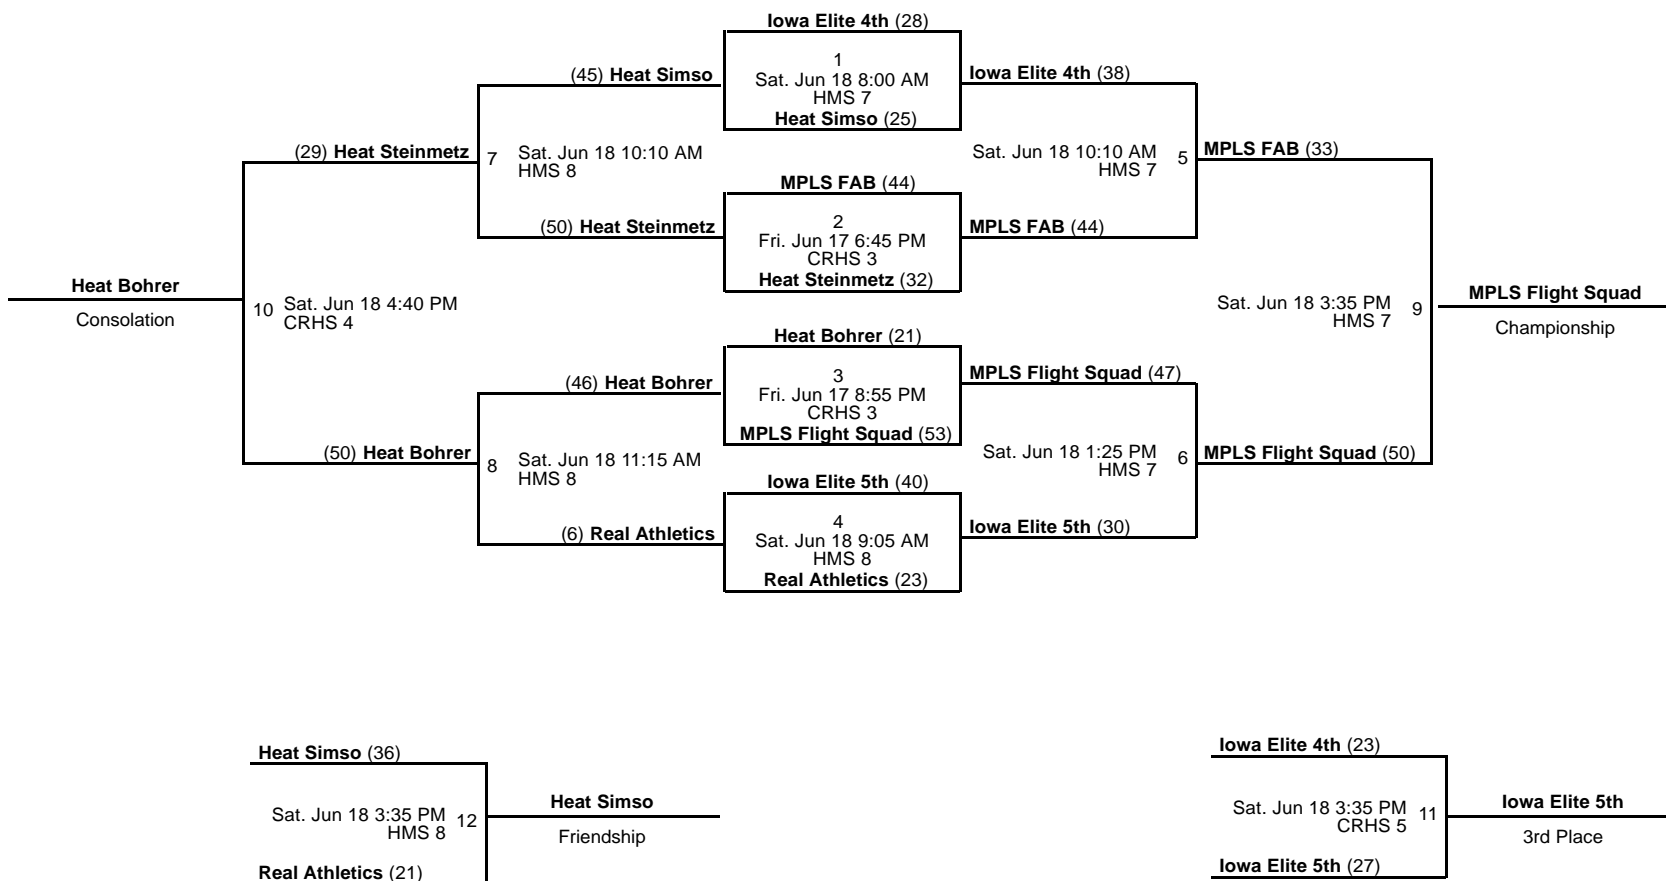 Iowa Elite 4th (28)
1
Sat. Jun 18 8:00 AM
HMS 7
Heat Simso (25)
(45) Heat Simso
Iowa Elite 4th (38)
(29) Heat Steinmetz
7 Sat. Jun 18 10:10 AM
HMS 8
Sat. Jun 18 10:10 AM 5
HMS 7
MPLS FAB (33)
MPLS FAB (44)
2
Fri. Jun 17 6:45 PM
CRHS 3
Heat Steinmetz (32)
(50) Heat Steinmetz
MPLS FAB (44)
Heat Bohrer
Consolation
10 Sat. Jun 18 4:40 PM
CRHS 4
Sat. Jun 18 3:35 PM 9
HMS 7
MPLS Flight Squad
Championship
Heat Bohrer (21)
3
Fri. Jun 17 8:55 PM
CRHS 3
MPLS Flight Squad (53)
(46) Heat Bohrer
MPLS Flight Squad (47)
(50) Heat Bohrer
8 Sat. Jun 18 11:15 AM
HMS 8
Sat. Jun 18 1:25 PM 6
HMS 7
MPLS Flight Squad (50)
Iowa Elite 5th (40)
4
Sat. Jun 18 9:05 AM
HMS 8
Real Athletics (23)
(6) Real Athletics
Iowa Elite 5th (30)
Heat Simso (36)
Sat. Jun 18 3:35 PM 12
HMS 8
Real Athletics (21)
Heat Simso
Friendship
Iowa Elite 4th (23)
Sat. Jun 18 3:35 PM 11
CRHS 5
Iowa Elite 5th (27)
Iowa Elite 5th
3rd Place